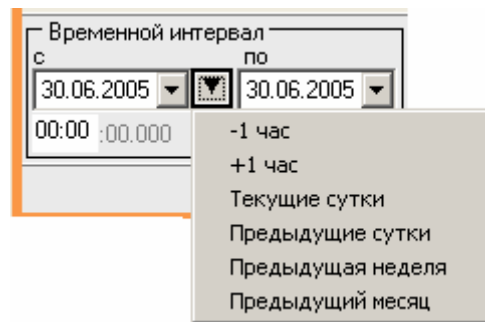 Временной интервал
с по
30.06.2005 30.06.2005
00:00 :00.000
-1 час
+1 час
Текущие сутки
Предыдущие сутки
Предыдущая неделя
Предыдущий месяц